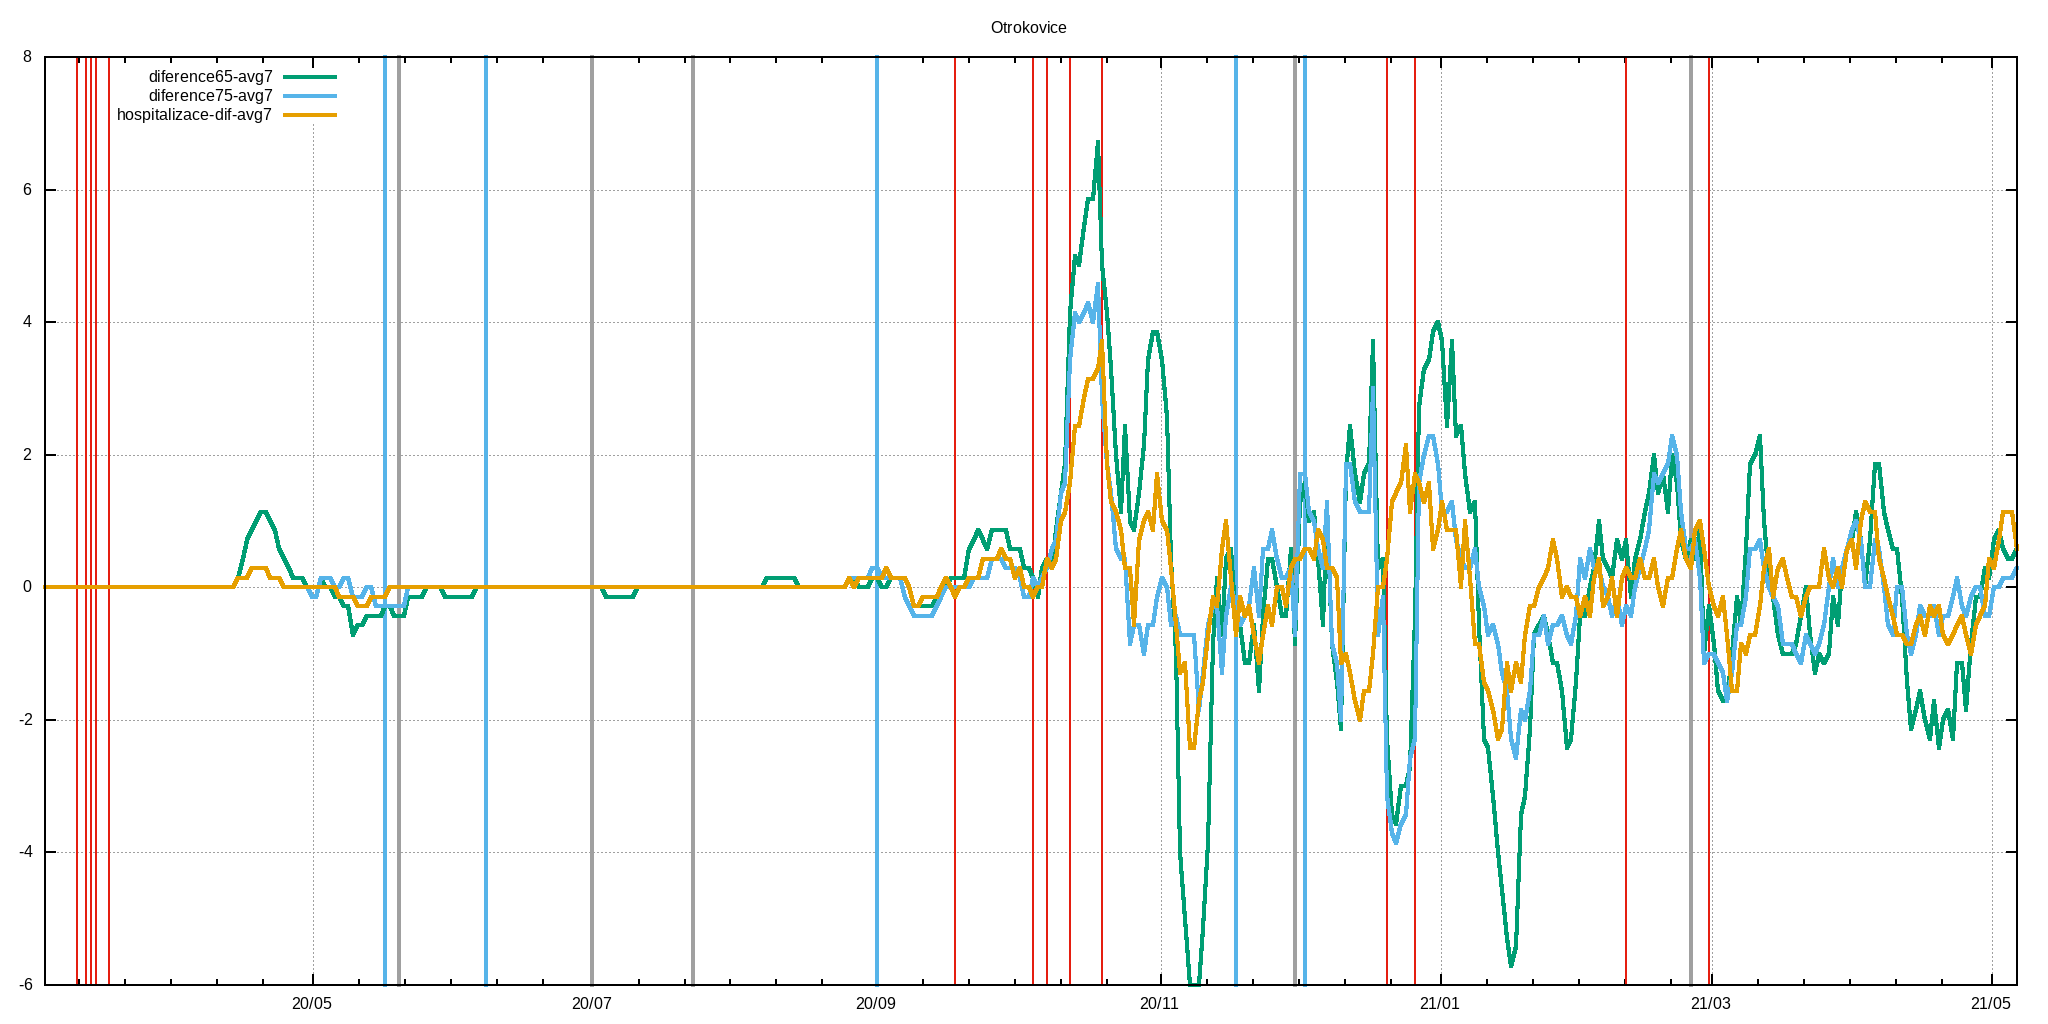 Otrokovice
diference65-avg7
diference75-avg7
hospitalizace-dif-avg7
8
6
4
2
0
-2
-4
-6
20/05 20/07 20/09 20/11 21/01 21/03 21/05